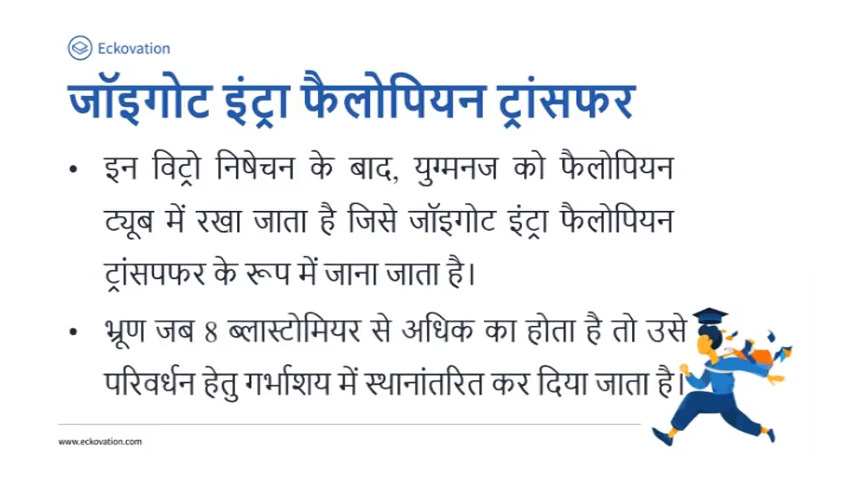 Eckovation
जॉइगोट इंट्रा फैलोपियन ट्रांसफर
• इन विट्रो निषेचन के बाद, युग्मनज को फैलोपियन
ट्यूब में रखा जाता है जिसे जॉइगोट इंट्रा फैलोपियन
ट्रांसपफर के रूप में जाना जाता है।
• भ्रूण जब 8 ब्लास्टोमियर से अधिक का होता है तो उसे
परिवर्धन हेतु गर्भाशय में स्थानांतरित कर दिया जाता है।
www.eckovation.com